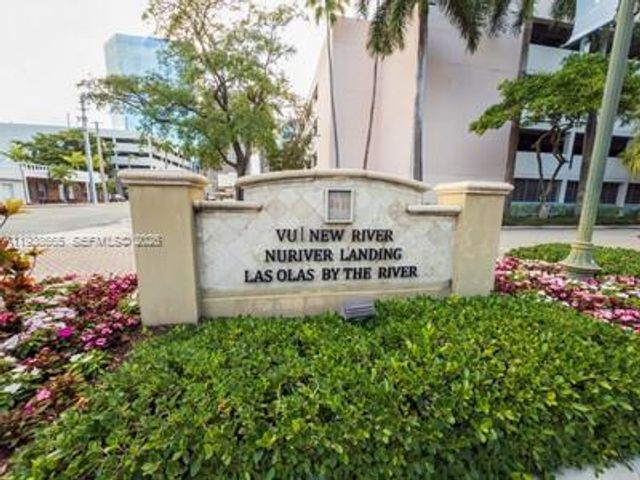 VU | NEW RIVER
NURIVER LANDING
LAS OLAS BY THE RIVER